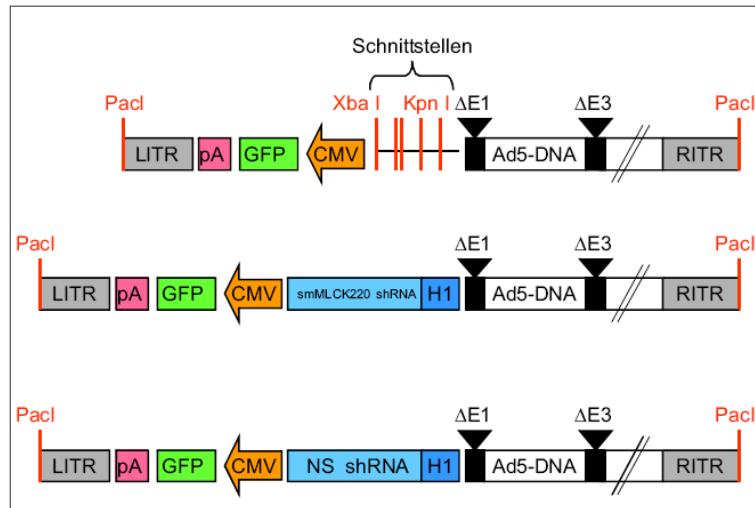 Schnittstellen
PacI Xba I Kpn I ΔE1 ΔE3 PacI
LITR pA GFP CMV Ad5-DNA RITR
PacI ΔE1 ΔE3 PacI
LITR pA GFP CMV smMLCK220 shRNA H1 Ad5-DNA RITR
PacI ΔE1 ΔE3 PacI
LITR pA GFP CMV NS shRNA H1 Ad5-DNA RITR